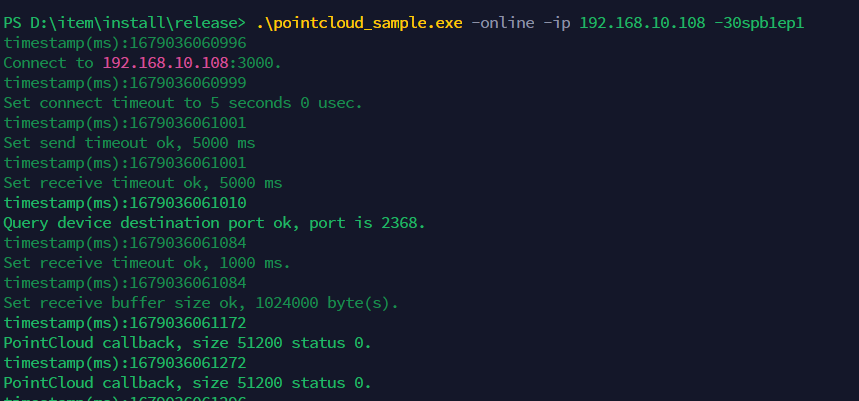 PS D:\item\install\release> .\pointcloud_sample.exe -online -ip 192.168.10.108 -30spb1ep1
timestamp(ms):1679036060996
Connect to 192.168.10.108:3000.
timestamp(ms):1679036060999
Set connect timeout to 5 seconds 0 usec.
timestamp(ms):1679036061001
Set send timeout ok, 5000 ms
timestamp(ms):1679036061001
Set receive timeout ok, 5000 ms
timestamp(ms):1679036061010
Query device destination port ok, port is 2368.
timestamp(ms):1679036061084
Set receive timeout ok, 1000 ms.
timestamp(ms):1679036061084
Set receive buffer size ok, 1024000 byte(s).
timestamp(ms):1679036061172
PointCloud callback, size 51200 status 0.
timestamp(ms):1679036061272
PointCloud callback, size 51200 status 0.